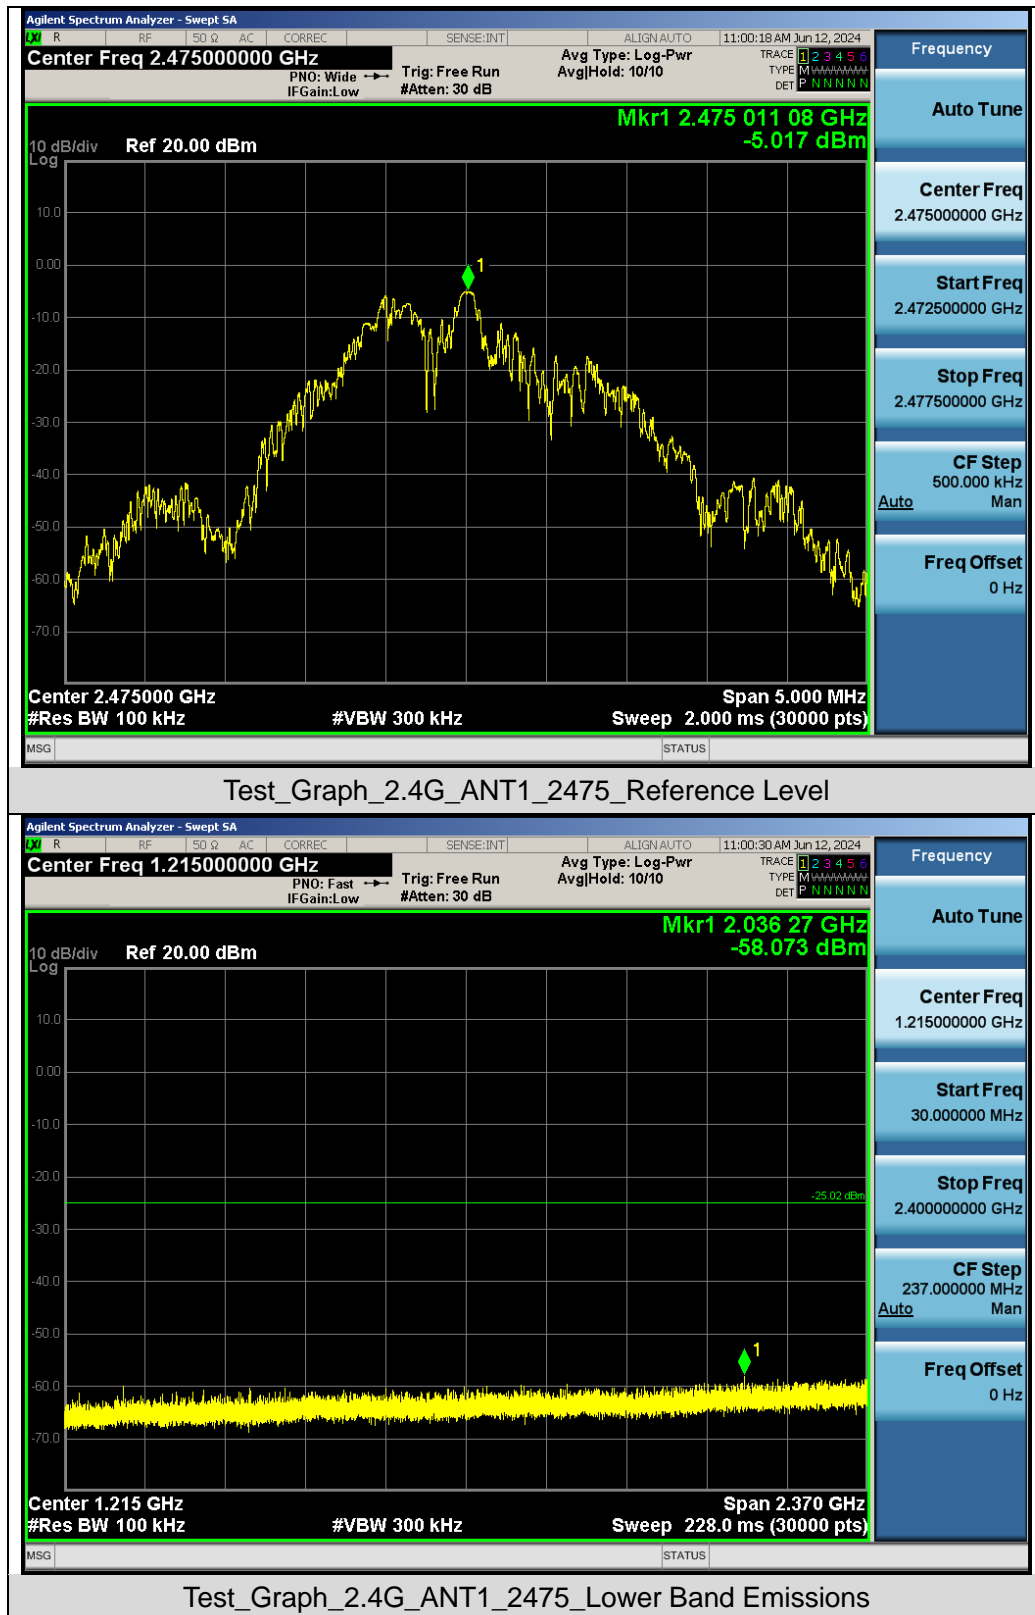 Agilent Spectrum Analyzer - Swept SA
LXI R RF 50 Ω AC CORREC SENSE:INT ALIGN AUTO 11:00:18 AM Jun 12, 2024
Center Freq 2.475000000 GHz
PNO: Wide
IFGain:Low
Trig: Free Run
#Atten: 30 dB
Avg Type: Log-Pwr
Avg|Hold: 10/10
TRACE 1 2 3 4 5 6
TYPE M
DET P N N N N N
Mkr1 2.475 011 08 GHz
-5.017 dBm
10 dB/div Ref 20.00 dBm
Log
10.0
0.00
-10.0
-20.0
-30.0
-40.0
-50.0
-60.0
-70.0
1
Center 2.475000 GHz Span 5.000 MHz
#Res BW 100 kHz #VBW 300 kHz Sweep 2.000 ms (30000 pts)
MSG STATUS
Frequency
Auto Tune
Center Freq
2.475000000 GHz
Start Freq
2.472500000 GHz
Stop Freq
2.477500000 GHz
CF Step
500.000 kHz
Auto Man
Freq Offset
0 Hz
Test_Graph_2.4G_ANT1_2475_Reference Level
Agilent Spectrum Analyzer - Swept SA
LXI R RF 50 Ω AC CORREC SENSE:INT ALIGN AUTO 11:00:30 AM Jun 12, 2024
Center Freq 1.215000000 GHz
PNO: Fast
IFGain:Low
Trig: Free Run
#Atten: 30 dB
Avg Type: Log-Pwr
Avg|Hold: 10/10
TRACE 1 2 3 4 5 6
TYPE M
DET P N N N N N
Mkr1 2.036 27 GHz
-58.073 dBm
10 dB/div Ref 20.00 dBm
Log
10.0
0.00
-10.0
-20.0
-25.02 dBm
-30.0
-40.0
-50.0
-60.0
-70.0
1
Center 1.215 GHz Span 2.370 GHz
#Res BW 100 kHz #VBW 300 kHz Sweep 228.0 ms (30000 pts)
MSG STATUS
Frequency
Auto Tune
Center Freq
1.215000000 GHz
Start Freq
30.000000 MHz
Stop Freq
2.400000000 GHz
CF Step
237.000000 MHz
Auto Man
Freq Offset
0 Hz
Test_Graph_2.4G_ANT1_2475_Lower Band Emissions